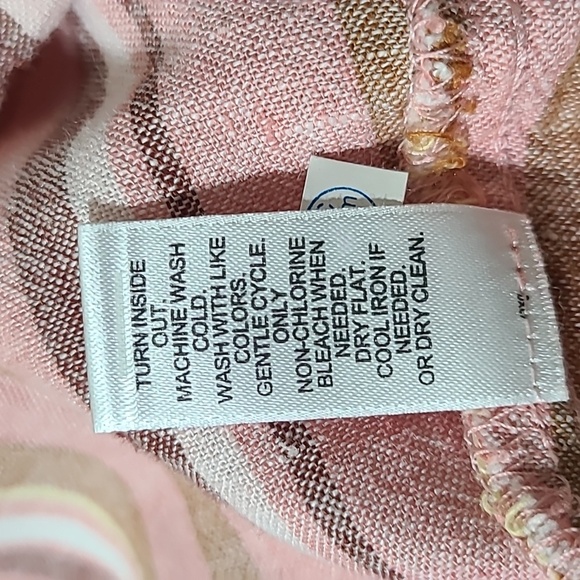 TURN INSIDE
OUT.
MACHINE WASH
COLD.
WASH WITH LIKE
COLORS.
GENTLE CYCLE.
ONLY
NON-CHLORINE
BLEACH WHEN
NEEDED.
DRY FLAT.
COOL IRON IF
NEEDED.
OR DRY CLEAN.